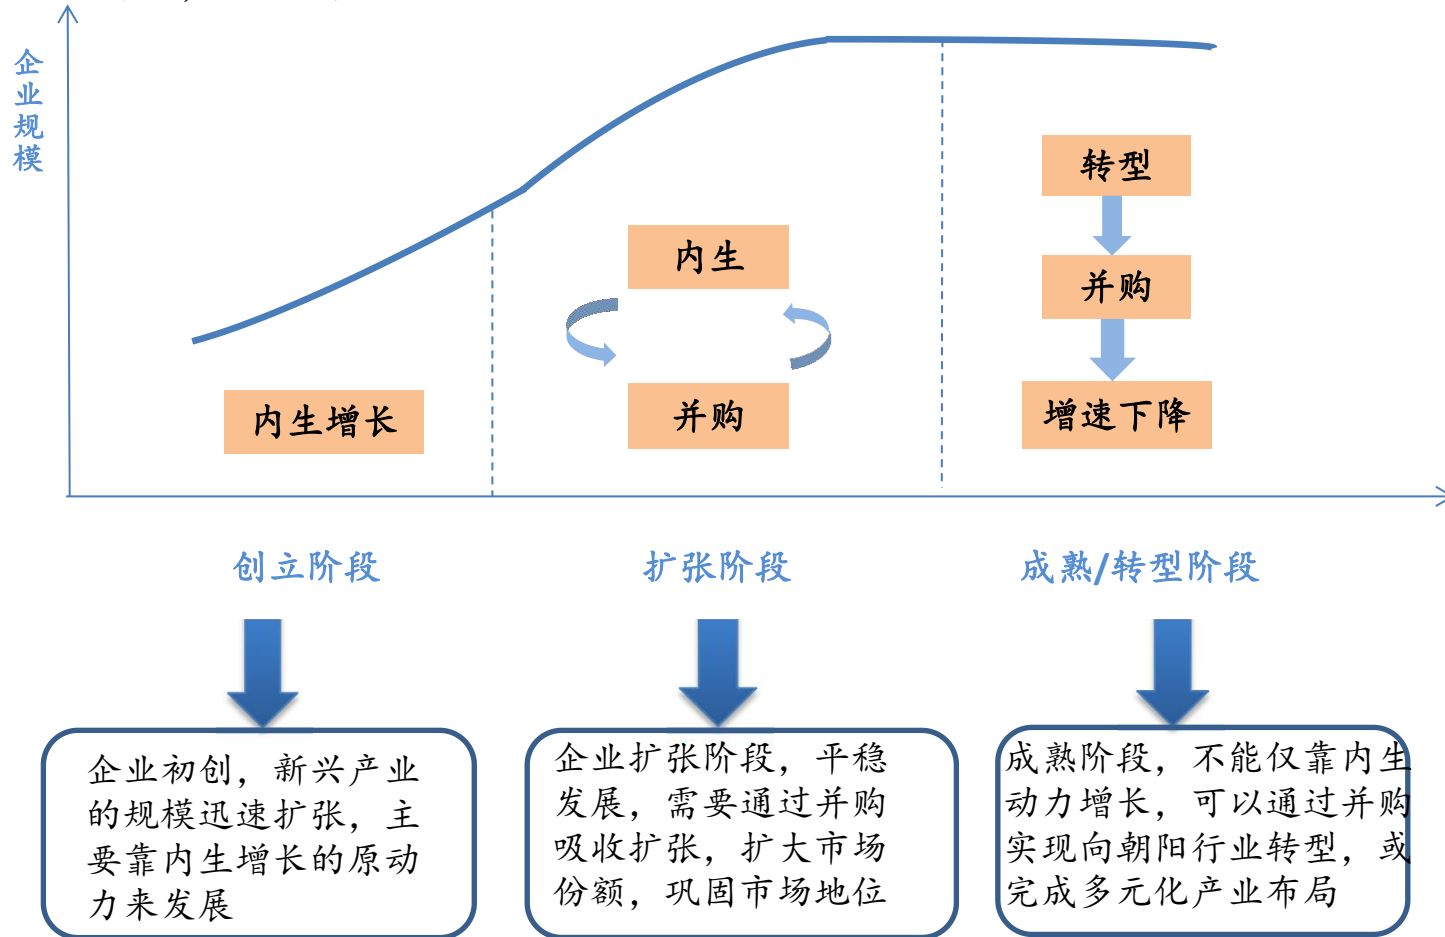 企业规模
转型
内生
并购
内生增长
并购
增速下降
创立阶段
扩张阶段
成熟/转型阶段
企业初创，新兴产业
的规模迅速扩张，主
要靠内生增长的原动
力来发展
企业扩张阶段，平稳
发展，需要通过并购
吸收扩张，扩大市场
份额，巩固市场地位
成熟阶段，不能仅靠内生
动力增长，可以通过并购
实现向朝阳行业转型，或
完成多元化产业布局